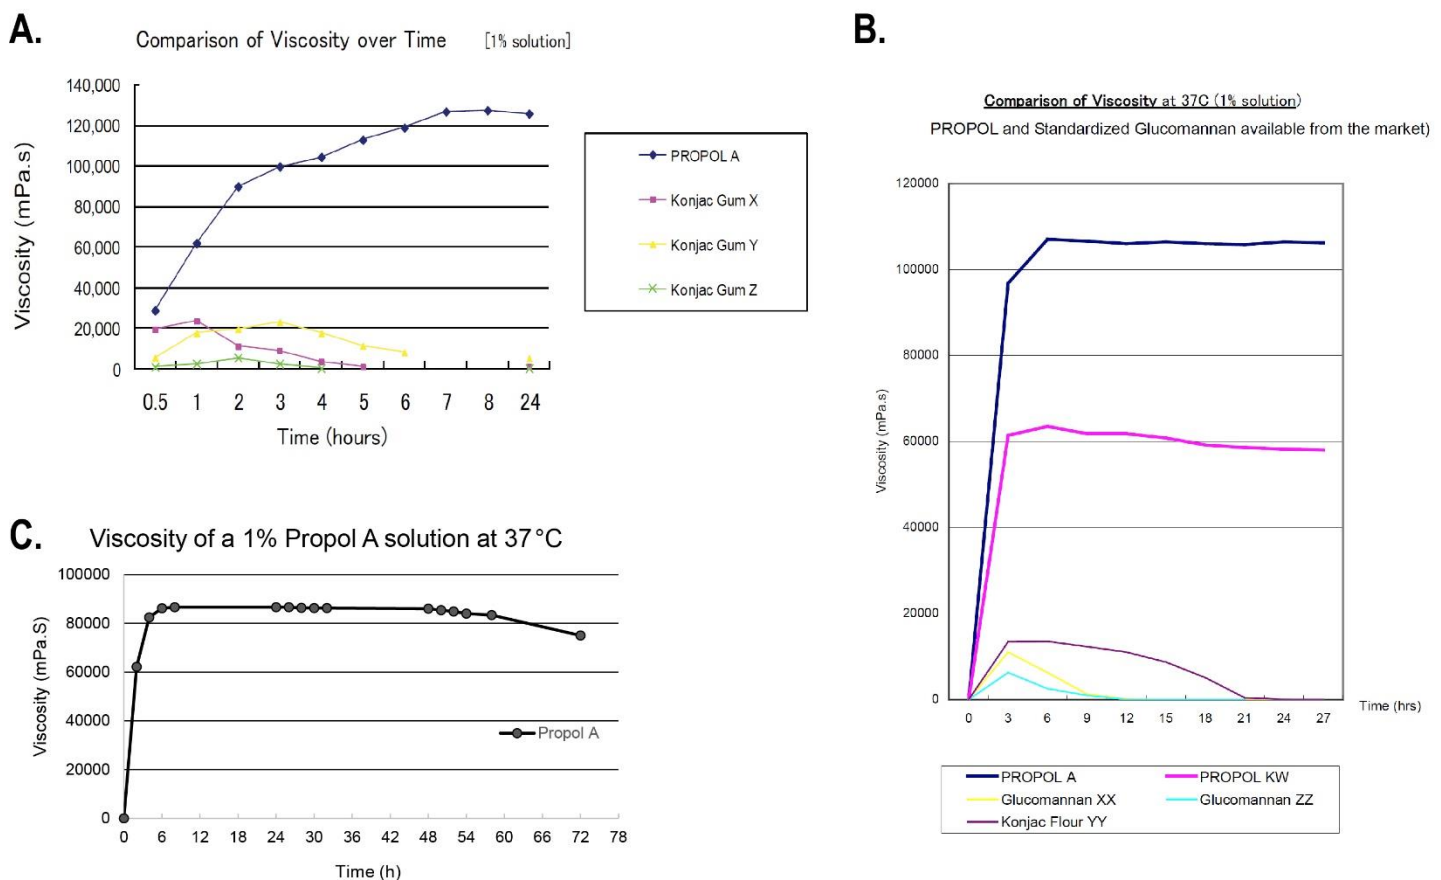 A.
Comparison of Viscosity over Time [1% solution]
Viscosity (mPa.s)
140,000
120,000
100,000
80,000
60,000
40,000
20,000
0
0.5 1 2 3 4 5 6 7 8 24
Time (hours)
PROPOL A
Konjac Gum X
Konjac Gum Y
Konjac Gum Z
B.
Comparison of Viscosity at 37C (1% solution)
PROPOL and Standardized Glucomannan available from the market)
Viscosity (mPa.s)
120000
100000
80000
60000
40000
20000
0
0 3 6 9 12 15 18 21 24 27
Time (hrs)
PROPOL A PROPOL KW
Glucomannan XX Glucomannan ZZ
Konjac Flour YY
C.
Viscosity of a 1% Propol A solution at 37°C
Viscosity (mPa.S)
100000
80000
60000
40000
20000
0
0 6 12 18 24 30 36 42 48 54 60 66 72 78
Time (h)
Propol A